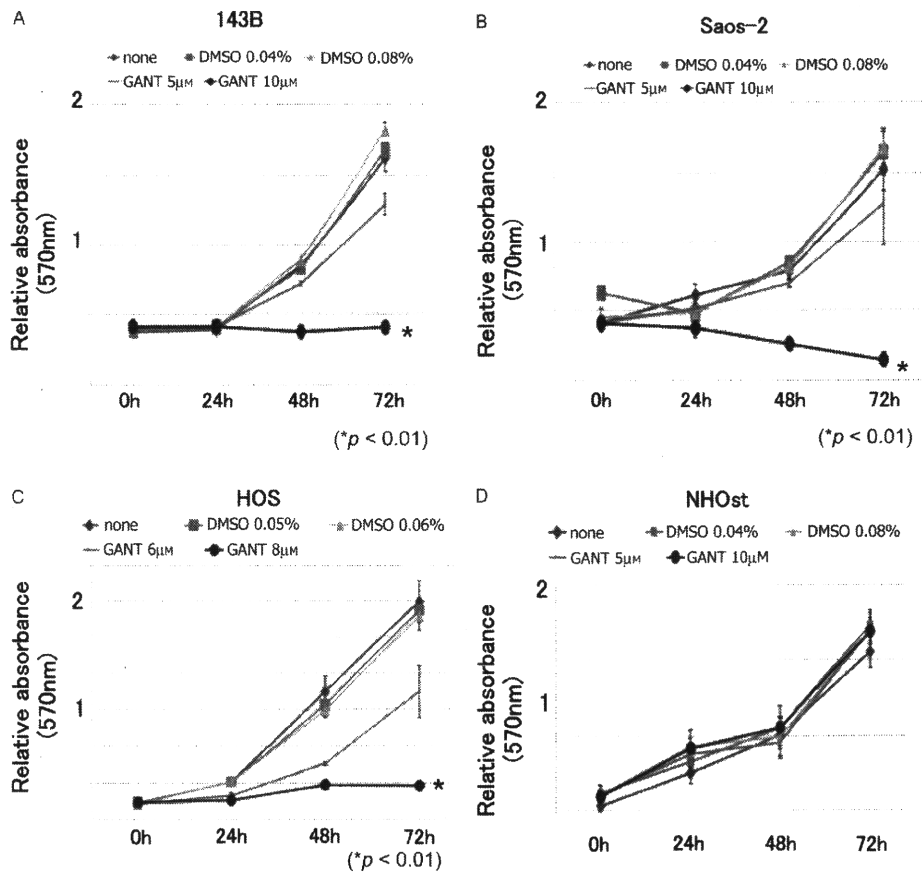 A
143B
none DMSO 0.04% DMSO 0.08%
GANT 5μM GANT 10μM
2
1
Relative absorbance
(570nm)
*
0h 24h 48h 72h
(*p < 0.01)
B
Saos-2
none DMSO 0.04% DMSO 0.08%
GANT 5μM GANT 10μM
2
1
Relative absorbance
(570nm)
*
0h 24h 48h 72h
(*p < 0.01)
C
HOS
none DMSO 0.05% DMSO 0.06%
GANT 6μM GANT 8μM
2
1
Relative absorbance
(570nm)
*
0h 24h 48h 72h
(*p < 0.01)
D
NHOst
none DMSO 0.04% DMSO 0.08%
GANT 5μM GANT 10μM
2
1
Relative absorbance
(570nm)
0h 24h 48h 72h